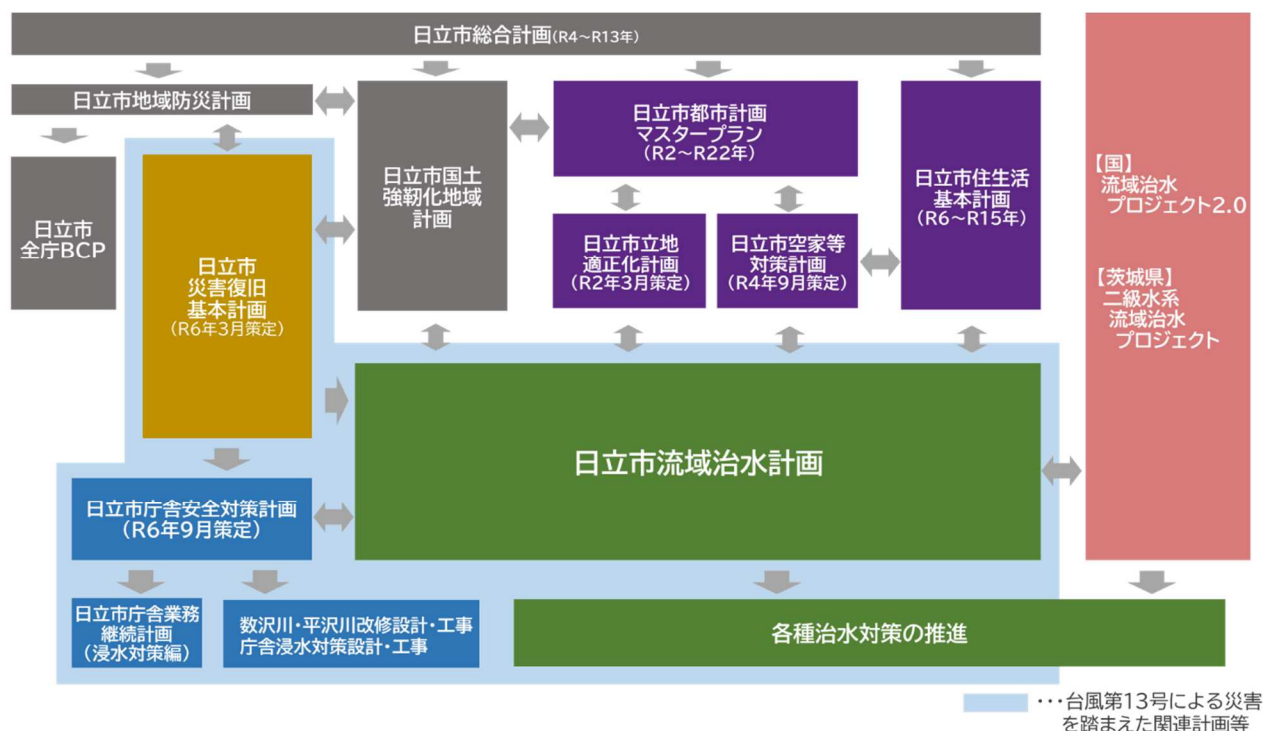 日立市総合計画(R4～R13年)
日立市地域防災計画
日立市
全庁BCP
日立市
災害復旧
基本計画
(R6年3月策定)
日立市国土
強靭化地域
計画
日立市都市計画
マスタープラン
(R2～R22年)
日立市立地
適正化計画
(R2年3月策定)
日立市空家等
対策計画
(R4年9月策定)
日立市住生活
基本計画
(R6～R15年)
【国】
流域治水
プロジェクト2.0
【茨城県】
二級水系
流域治水
プロジェクト
日立市流域治水計画
日立市庁舎安全対策計画
(R6年9月策定)
日立市庁舎業務
継続計画
(浸水対策編)
数沢川・平沢川改修設計・工事
庁舎浸水対策設計・工事
各種治水対策の推進
･･･台風第13号による災害
を踏まえた関連計画等